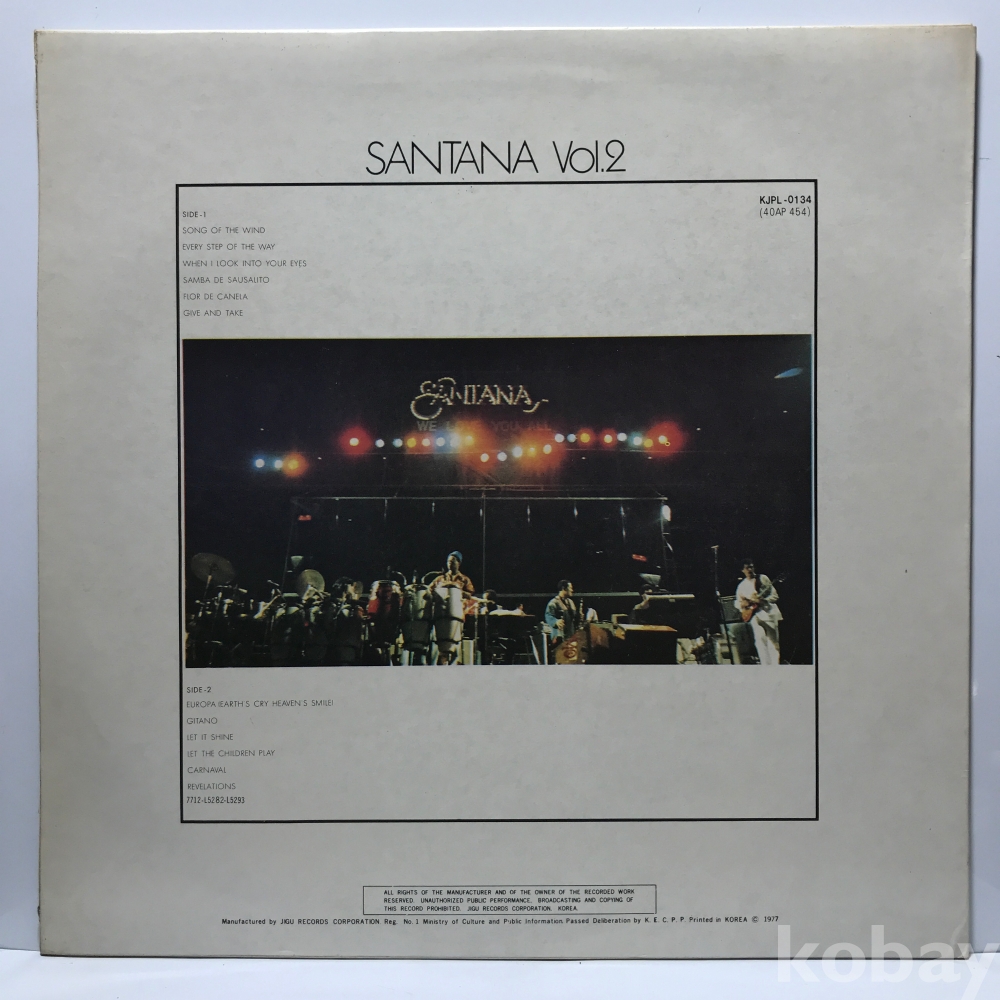 SANTANA Vol.2
KJPL-0134
(40AP 454)
SIDE-1
SONG OF THE WIND
EVERY STEP OF THE WAY
WHEN I LOOK INTO YOUR EYES
SAMBA DE SAUSALITO
FLOR DE CANELA
GIVE AND TAKE
SANTANA
WE LOVE YOU ALL
SIDE-2
EUROPA (EARTH'S CRY HEAVEN'S SMILE)
GITANO
LET IT SHINE
LET THE CHILDREN PLAY
CARNAVAL
REVELATIONS
7712-L5282-L5293
ALL RIGHTS OF THE MANUFACTURER AND OF THE OWNER OF THE RECORDED WORK
RESERVED. UNAUTHORIZED PUBLIC PERFORMANCE, BROADCASTING AND COPYING OF
THIS RECORD PROHIBITED. JIGU RECORDS CORPORATION. KOREA.
Manufactured by JIGU RECORDS CORPORATION. Reg. No.1 Ministry of Culture and Public Information. Passed Deliberation by K. E. C. P. P. Printed in KOREA © 1977
kobay